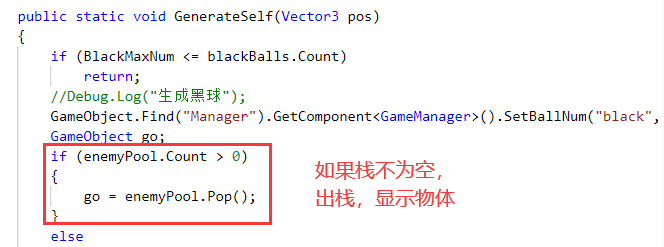 public static void GenerateSelf(Vector3 pos)
{
if (BlackMaxNum <= blackBalls.Count)
return;
//Debug.Log("生成黑球");
GameObject.Find("Manager").GetComponent<GameManager>().SetBallNum("black",
GameObject go;
if (enemyPool.Count > 0)
{
go = enemyPool.Pop();
}
else
如果栈不为空，
出栈，显示物体